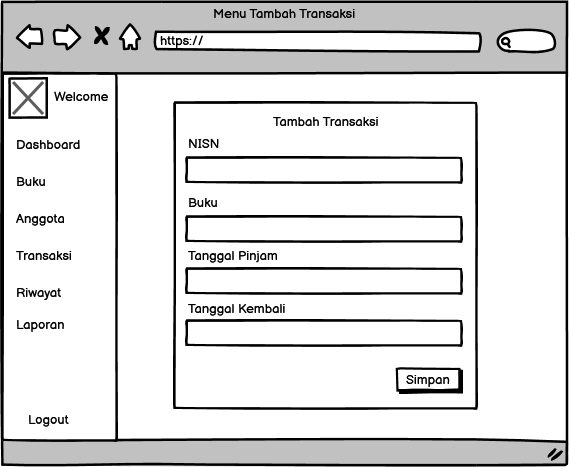 Menu Tambah Transaksi
https://
Welcome
Dashboard
Buku
Anggota
Transaksi
Riwayat
Laporan
Logout
Tambah Transaksi
NISN
Buku
Tanggal Pinjam
Tanggal Kembali
Simpan